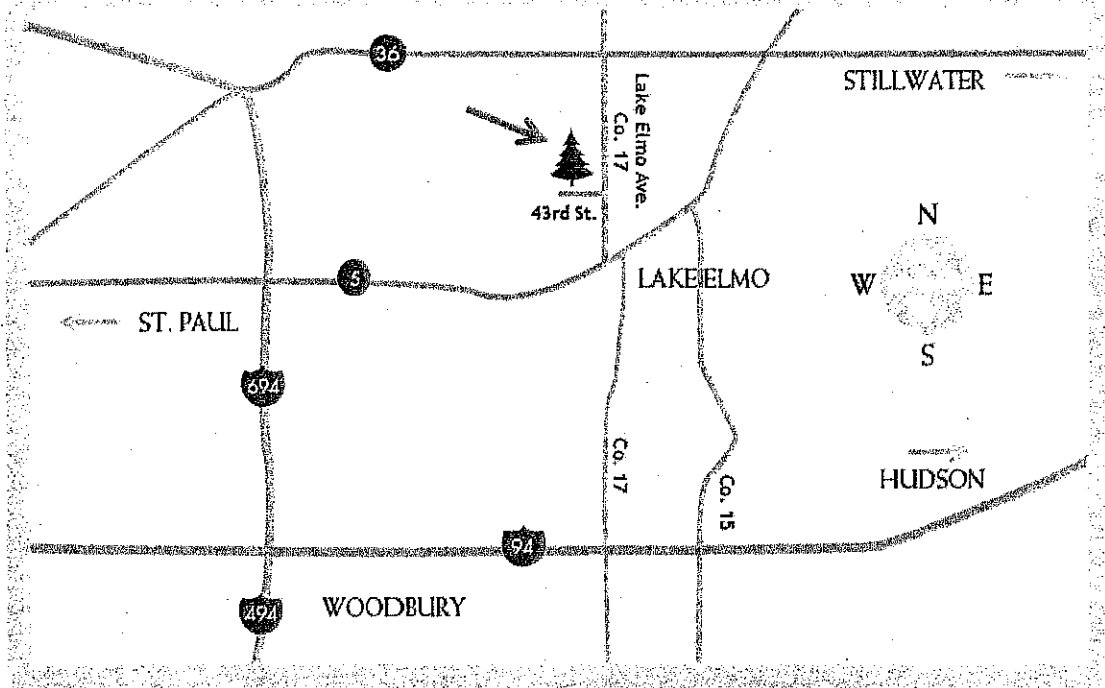 36
STILLWATER
Lake Elmo Ave.
Co. 17
43rd St.
N
W
E
S
5
LAKE ELMO
ST. PAUL
694
Co. 17
Co. 15
HUDSON
94
494
WOODBURY